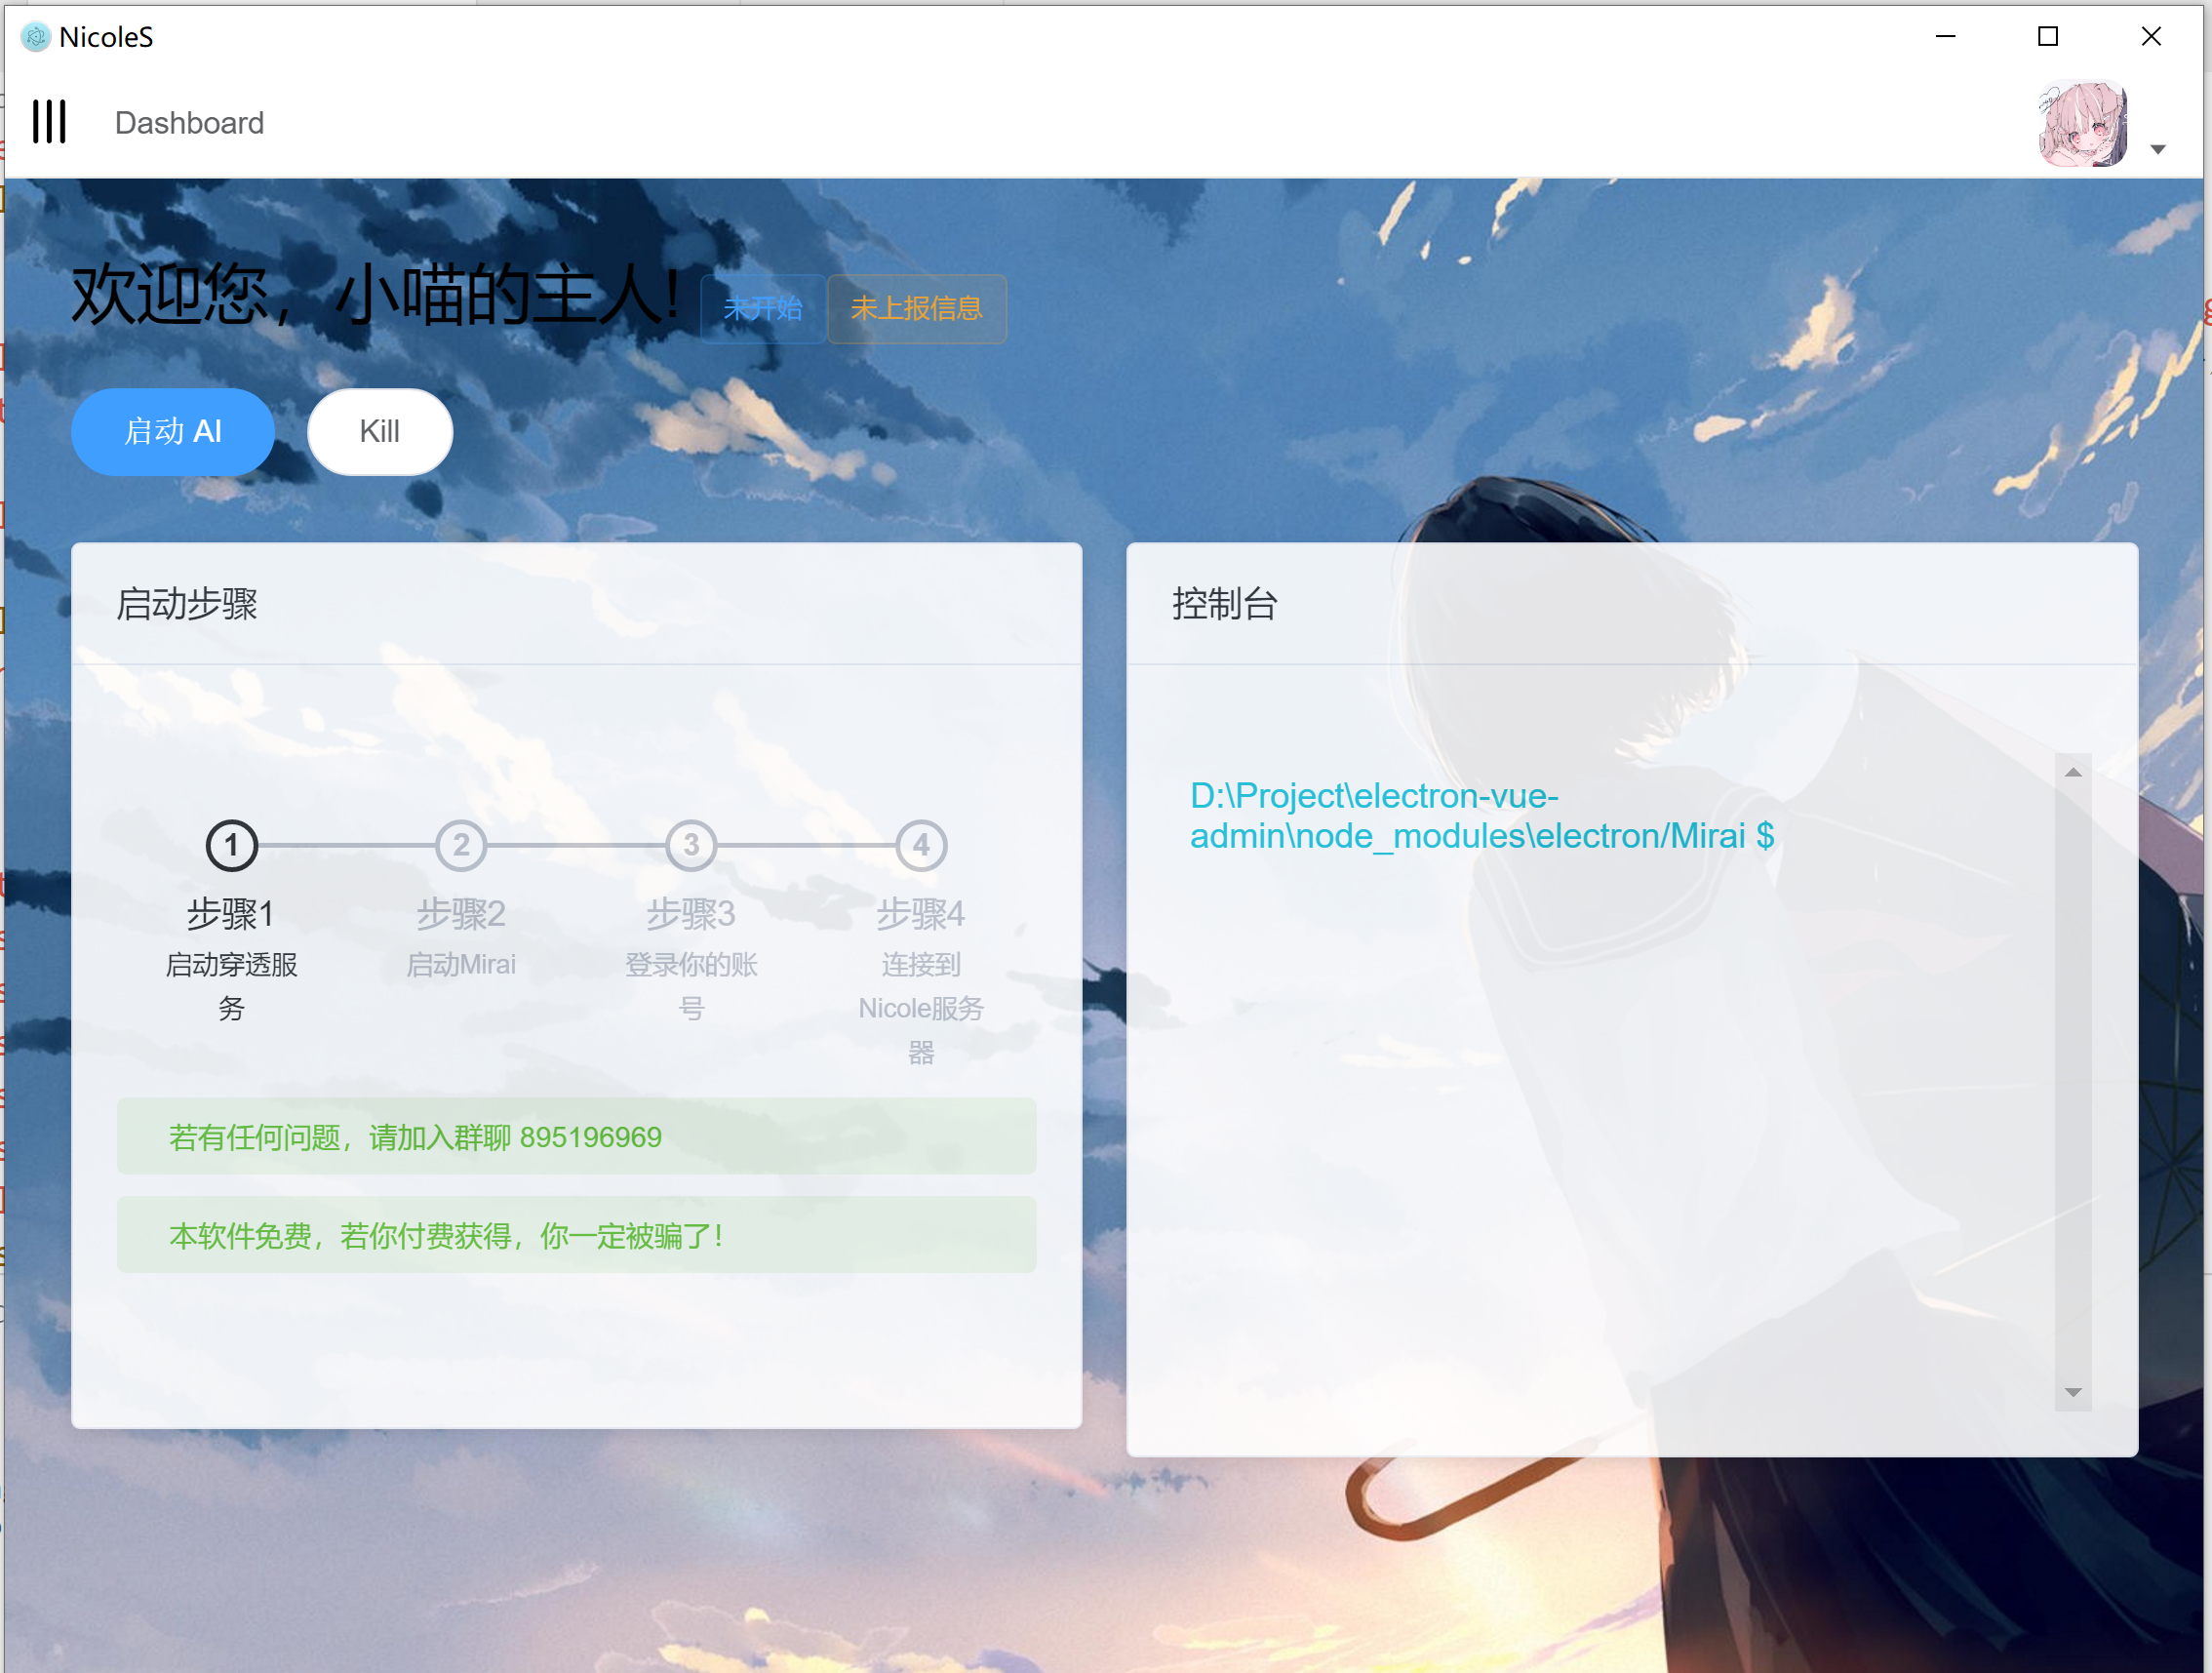 NicoleS
Dashboard
欢迎您，小喵的主人!
未开始
未上报信息
启动 AI
Kill
启动步骤
1
2
3
4
步骤1
启动穿透服
务
步骤2
启动Mirai
步骤3
登录你的账
号
步骤4
连接到
Nicole服务
器
若有任何问题，请加入群聊 895196969
本软件免费，若你付费获得，你一定被骗了！
控制台
D:\Project\electron-vue-
admin\node_modules\electron/Mirai $